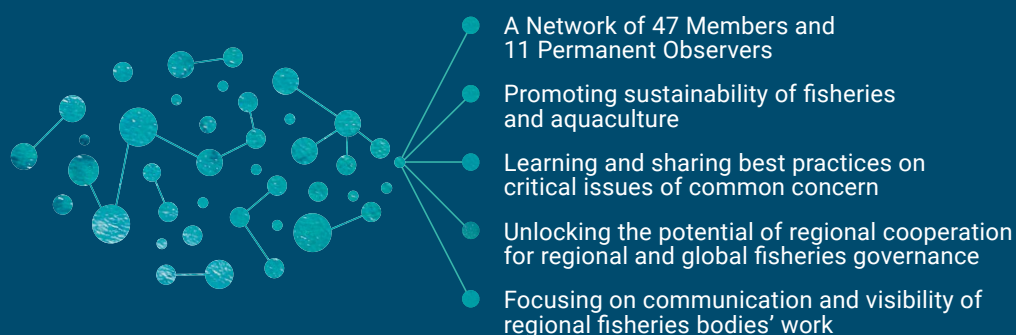 A Network of 47 Members and
11 Permanent Observers
Promoting sustainability of fisheries
and aquaculture
Learning and sharing best practices on
critical issues of common concern
Unlocking the potential of regional cooperation
for regional and global fisheries governance
Focusing on communication and visibility of
regional fisheries bodies’ work